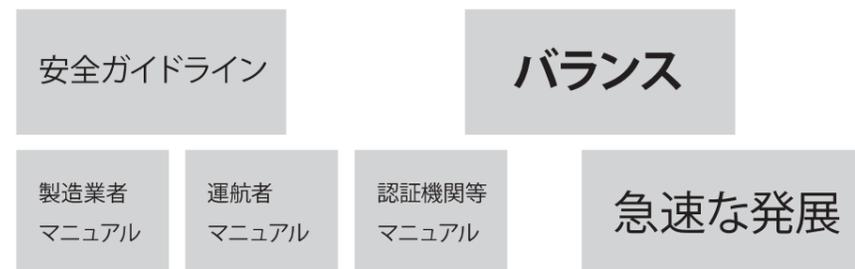 安全ガイドライン
バランス
製造業者
マニュアル
運航者
マニュアル
認証機関等
マニュアル
急速な発展